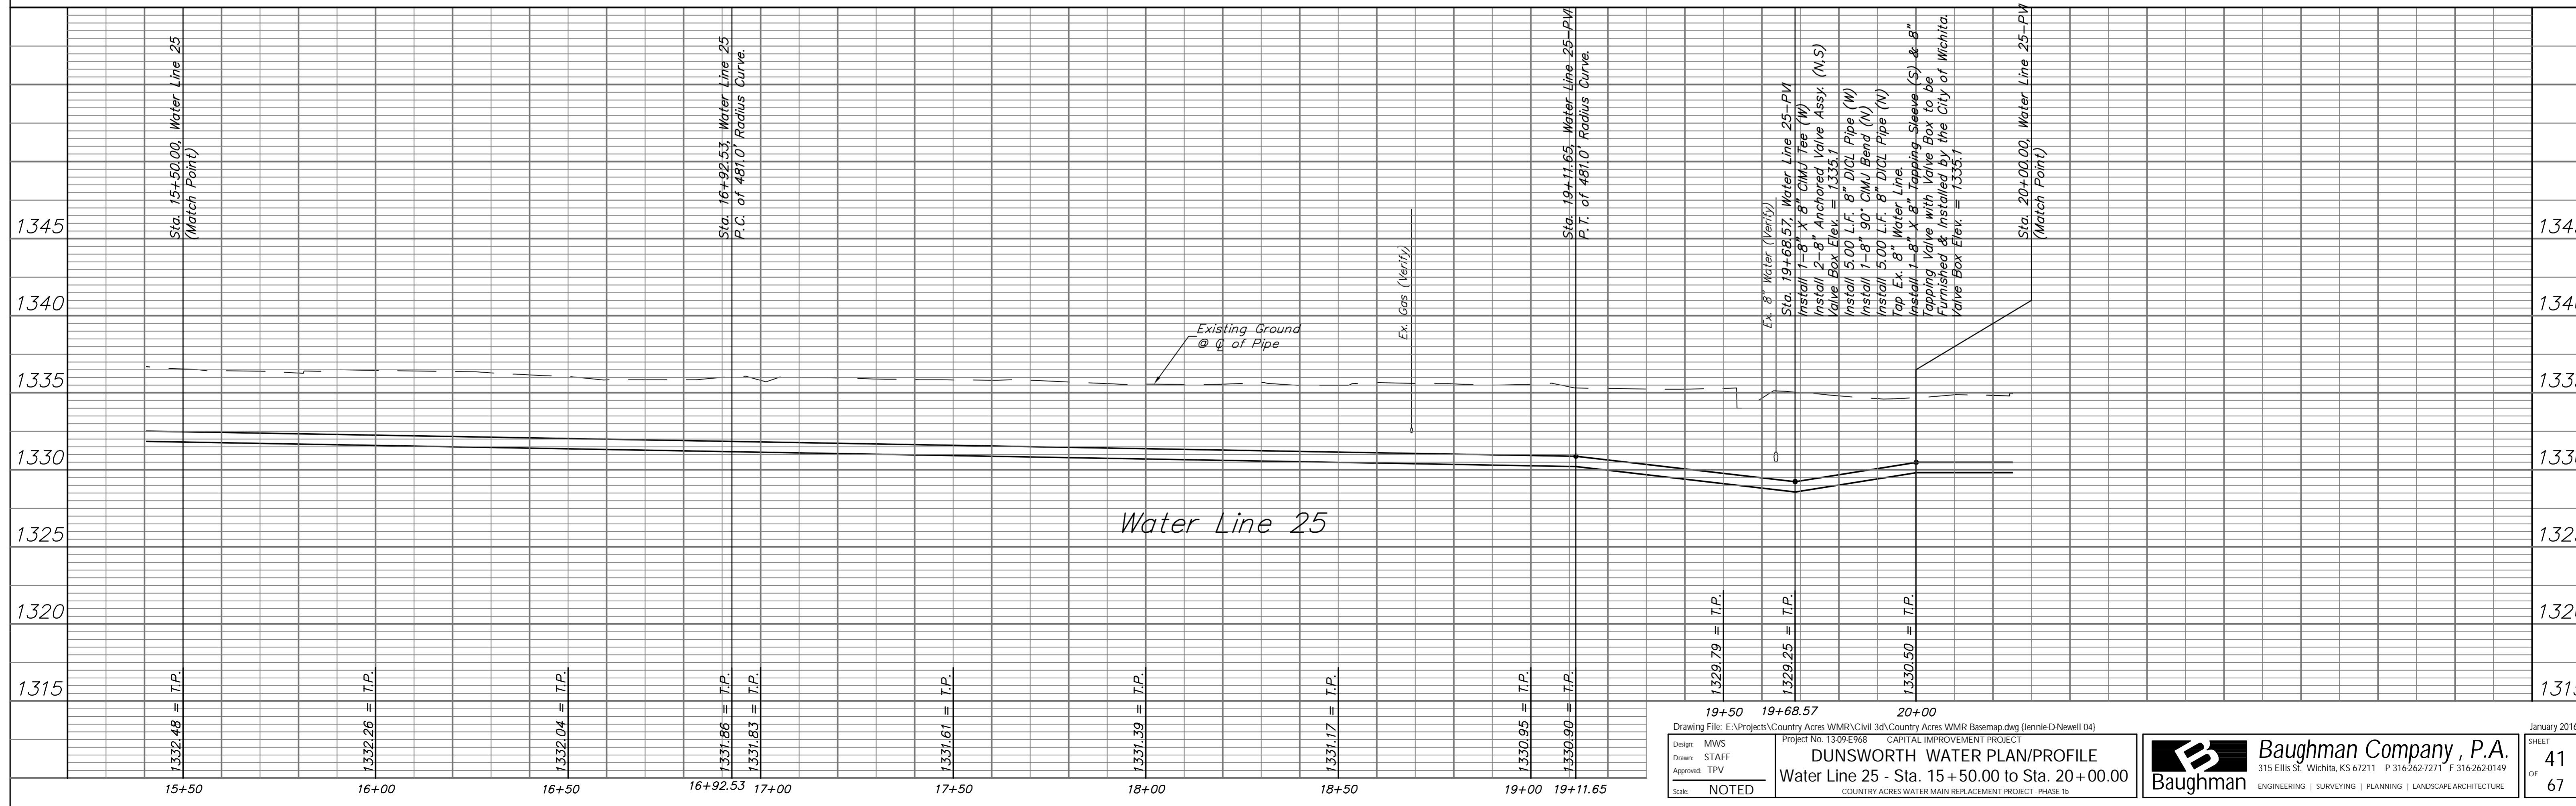 Sta. 15+50.00, Water Line 25
(Match Point)
Sta. 16+92.53, Water Line 25
P.C. of 481.0' Radius Curve.
Sta. 19+11.65, Water Line 25-PVI
P.T. of 481.0' Radius Curve.
Ex. Gas (Verify)
Ex. 8" Water (Verify)
Sta. 19+68.57, Water Line 25-PVI
Install 1-8" X 8" CIMJ Tee (W)
Install 2-8" Anchored Valve Assy. (N,S)
Valve Box Elev. = 1335.1
Install 5.00 L.F. 8" DICL Pipe (W)
Install 1-8" 90° CIMJ Bend (N)
Install 5.00 L.F. 8" DICL Pipe (N)
Tap Ex. 8" Water Line.
Install 1-8" X 8" Tapping Sleeve (S) & 8"
Tapping Valve with Valve Box to be
Furnished & Installed by the City of Wichita.
Valve Box Elev. = 1335.1
Sta. 20+00.00, Water Line 25-PVI
(Match Point)
1345
1340
1335
1330
1325
1320
1315
Existing Ground
@ ℄ of Pipe
Water Line 25
1332.48 = T.P.
1332.26 = T.P.
1332.04 = T.P.
1331.86 = T.P.
1331.83 = T.P.
1331.61 = T.P.
1331.39 = T.P.
1331.17 = T.P.
1330.95 = T.P.
1330.90 = T.P.
1329.79 = T.P.
1329.25 = T.P.
1330.50 = T.P.
15+50
16+00
16+50
16+92.53
17+00
17+50
18+00
18+50
19+00
19+11.65
19+50
19+68.57
20+00
Drawing File: E:\Projects\Country Acres WMR\Civil 3d\Country Acres WMR Basemap.dwg (Jennie-D-Newell 04)
Design: MWS
Drawn: STAFF
Approved: TPV
Scale: NOTED
Project No. 13-09-E968 CAPITAL IMPROVEMENT PROJECT
DUNSWORTH WATER PLAN/PROFILE
Water Line 25 - Sta. 15+50.00 to Sta. 20+00.00
COUNTRY ACRES WATER MAIN REPLACEMENT PROJECT - PHASE 1b
Baughman
Baughman Company, P.A.
315 Ellis St. Wichita, KS 67211 P 316-262-7271 F 316-262-0149
ENGINEERING | SURVEYING | PLANNING | LANDSCAPE ARCHITECTURE
January 2016
SHEET
41
OF
67